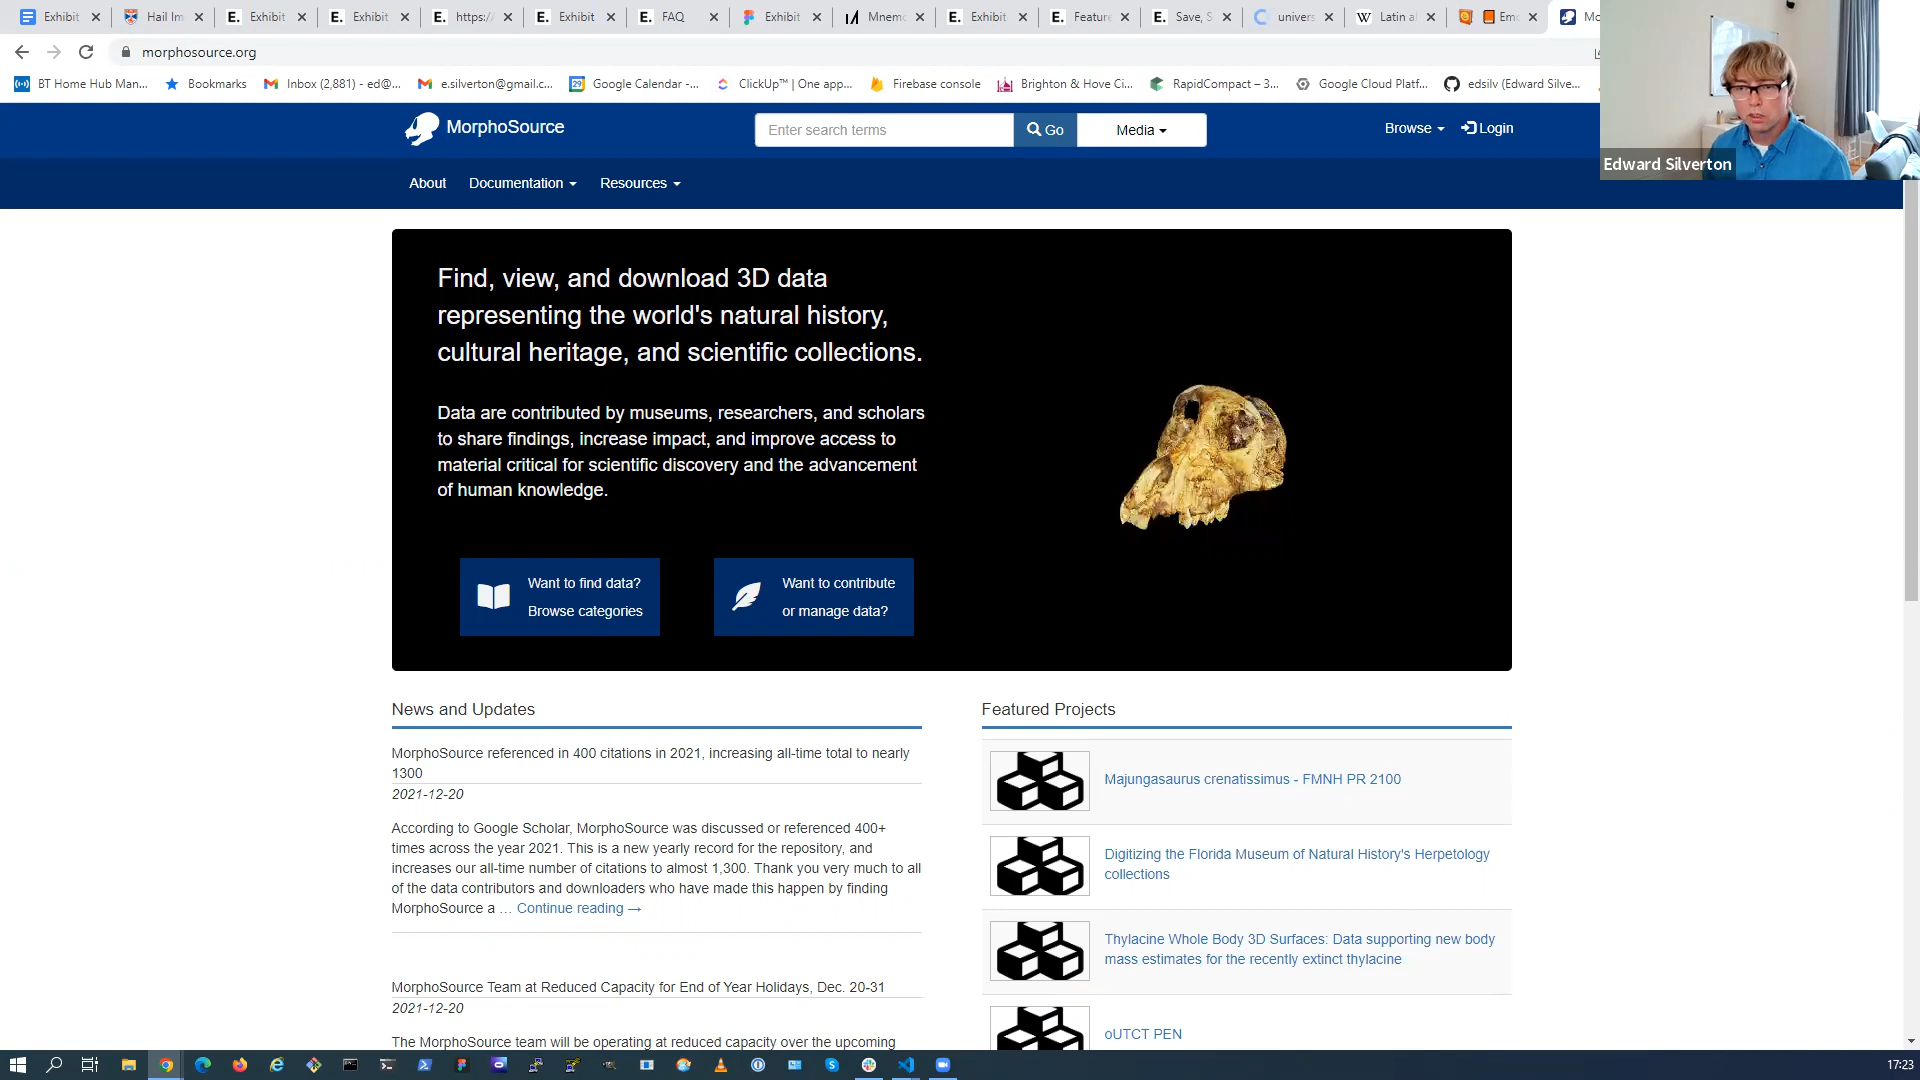 Exhibit
Hail Im
E. Exhibit
E. Exhibit
E. https:/
E. Exhibit
E. FAQ
Exhibit
Mnem
E. Exhibit
E. Feature
E. Save, S
univers
W Latin a
Em
Mo
morphosource.org
BT Home Hub Man...
Bookmarks
Inbox (2,881) - ed@...
e.silverton@gmail.c...
Google Calendar -...
ClickUp™ | One app...
Firebase console
Brighton & Hove Ci...
RapidCompact – 3...
Google Cloud Platf...
edsilv (Edward Silve...
Edward Silverton
MorphoSource
Enter search terms
Go
Media
Browse
Login
About
Documentation
Resources
Find, view, and download 3D data
representing the world's natural history,
cultural heritage, and scientific collections.
Data are contributed by museums, researchers, and scholars
to share findings, increase impact, and improve access to
material critical for scientific discovery and the advancement
of human knowledge.
Want to find data?
Browse categories
Want to contribute
or manage data?
News and Updates
MorphoSource referenced in 400 citations in 2021, increasing all-time total to nearly
1300
2021-12-20
According to Google Scholar, MorphoSource was discussed or referenced 400+
times across the year 2021. This is a new yearly record for the repository, and
increases our all-time number of citations to almost 1,300. Thank you very much to all
of the data contributors and downloaders who have made this happen by finding
MorphoSource a … Continue reading →
MorphoSource Team at Reduced Capacity for End of Year Holidays, Dec. 20-31
2021-12-20
The MorphoSource team will be operating at reduced capacity over the upcoming
Featured Projects
Majungasaurus crenatissimus - FMNH PR 2100
Digitizing the Florida Museum of Natural History's Herpetology
collections
Thylacine Whole Body 3D Surfaces: Data supporting new body
mass estimates for the recently extinct thylacine
oUTCT PEN
17:23